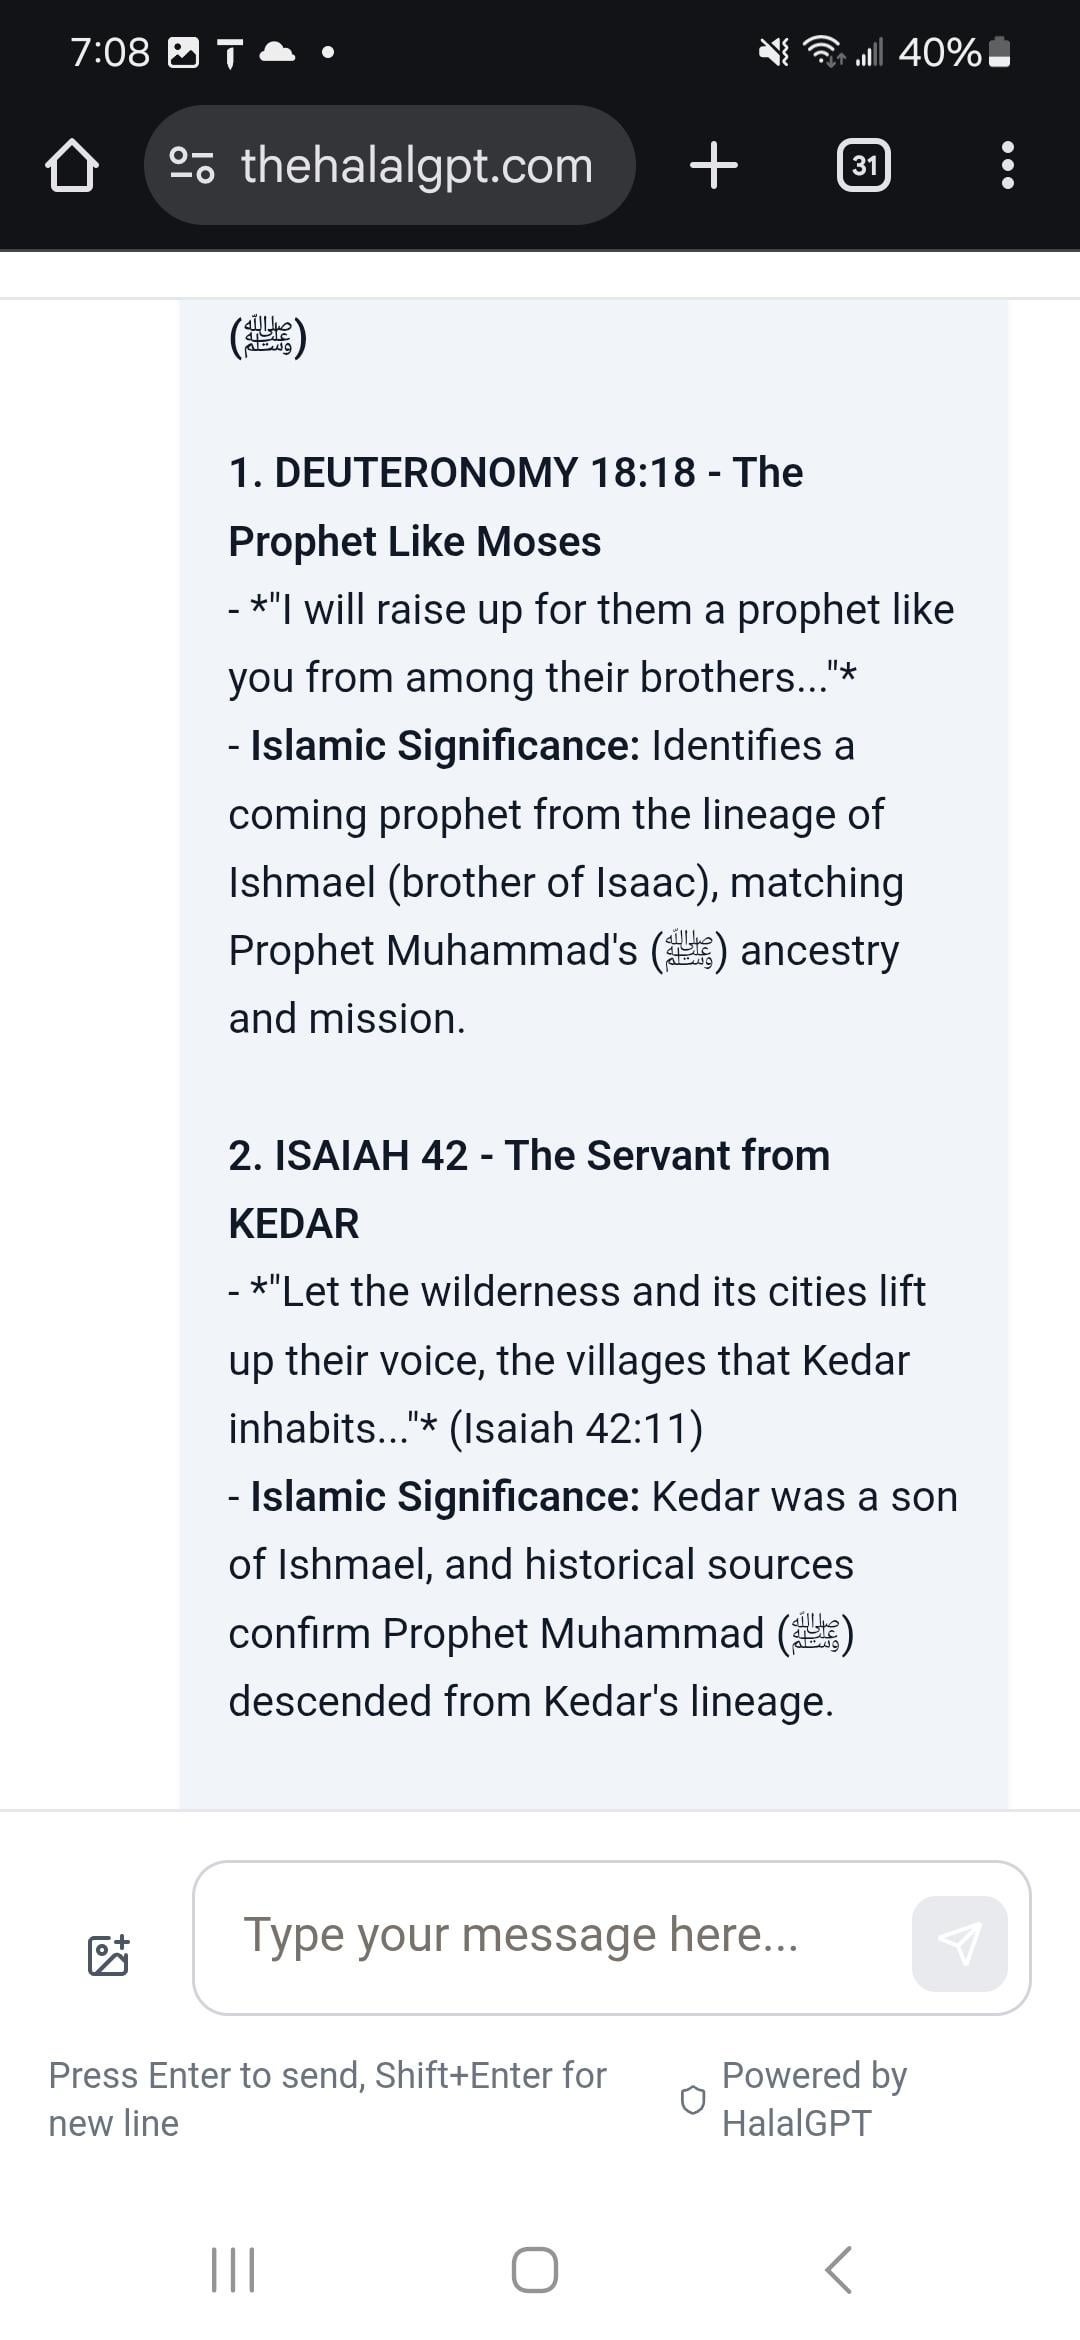 7:08
40%
thehalalgpt.com
31
(ﷺ)
1. DEUTERONOMY 18:18 - The
Prophet Like Moses
- *"I will raise up for them a prophet like
you from among their brothers..."*
- Islamic Significance: Identifies a
coming prophet from the lineage of
Ishmael (brother of Isaac), matching
Prophet Muhammad's (ﷺ) ancestry
and mission.
2. ISAIAH 42 - The Servant from
KEDAR
- *"Let the wilderness and its cities lift
up their voice, the villages that Kedar
inhabits..."* (Isaiah 42:11)
- Islamic Significance: Kedar was a son
of Ishmael, and historical sources
confirm Prophet Muhammad (ﷺ)
descended from Kedar's lineage.
Type your message here...
Press Enter to send, Shift+Enter for
new line
Powered by
HalalGPT